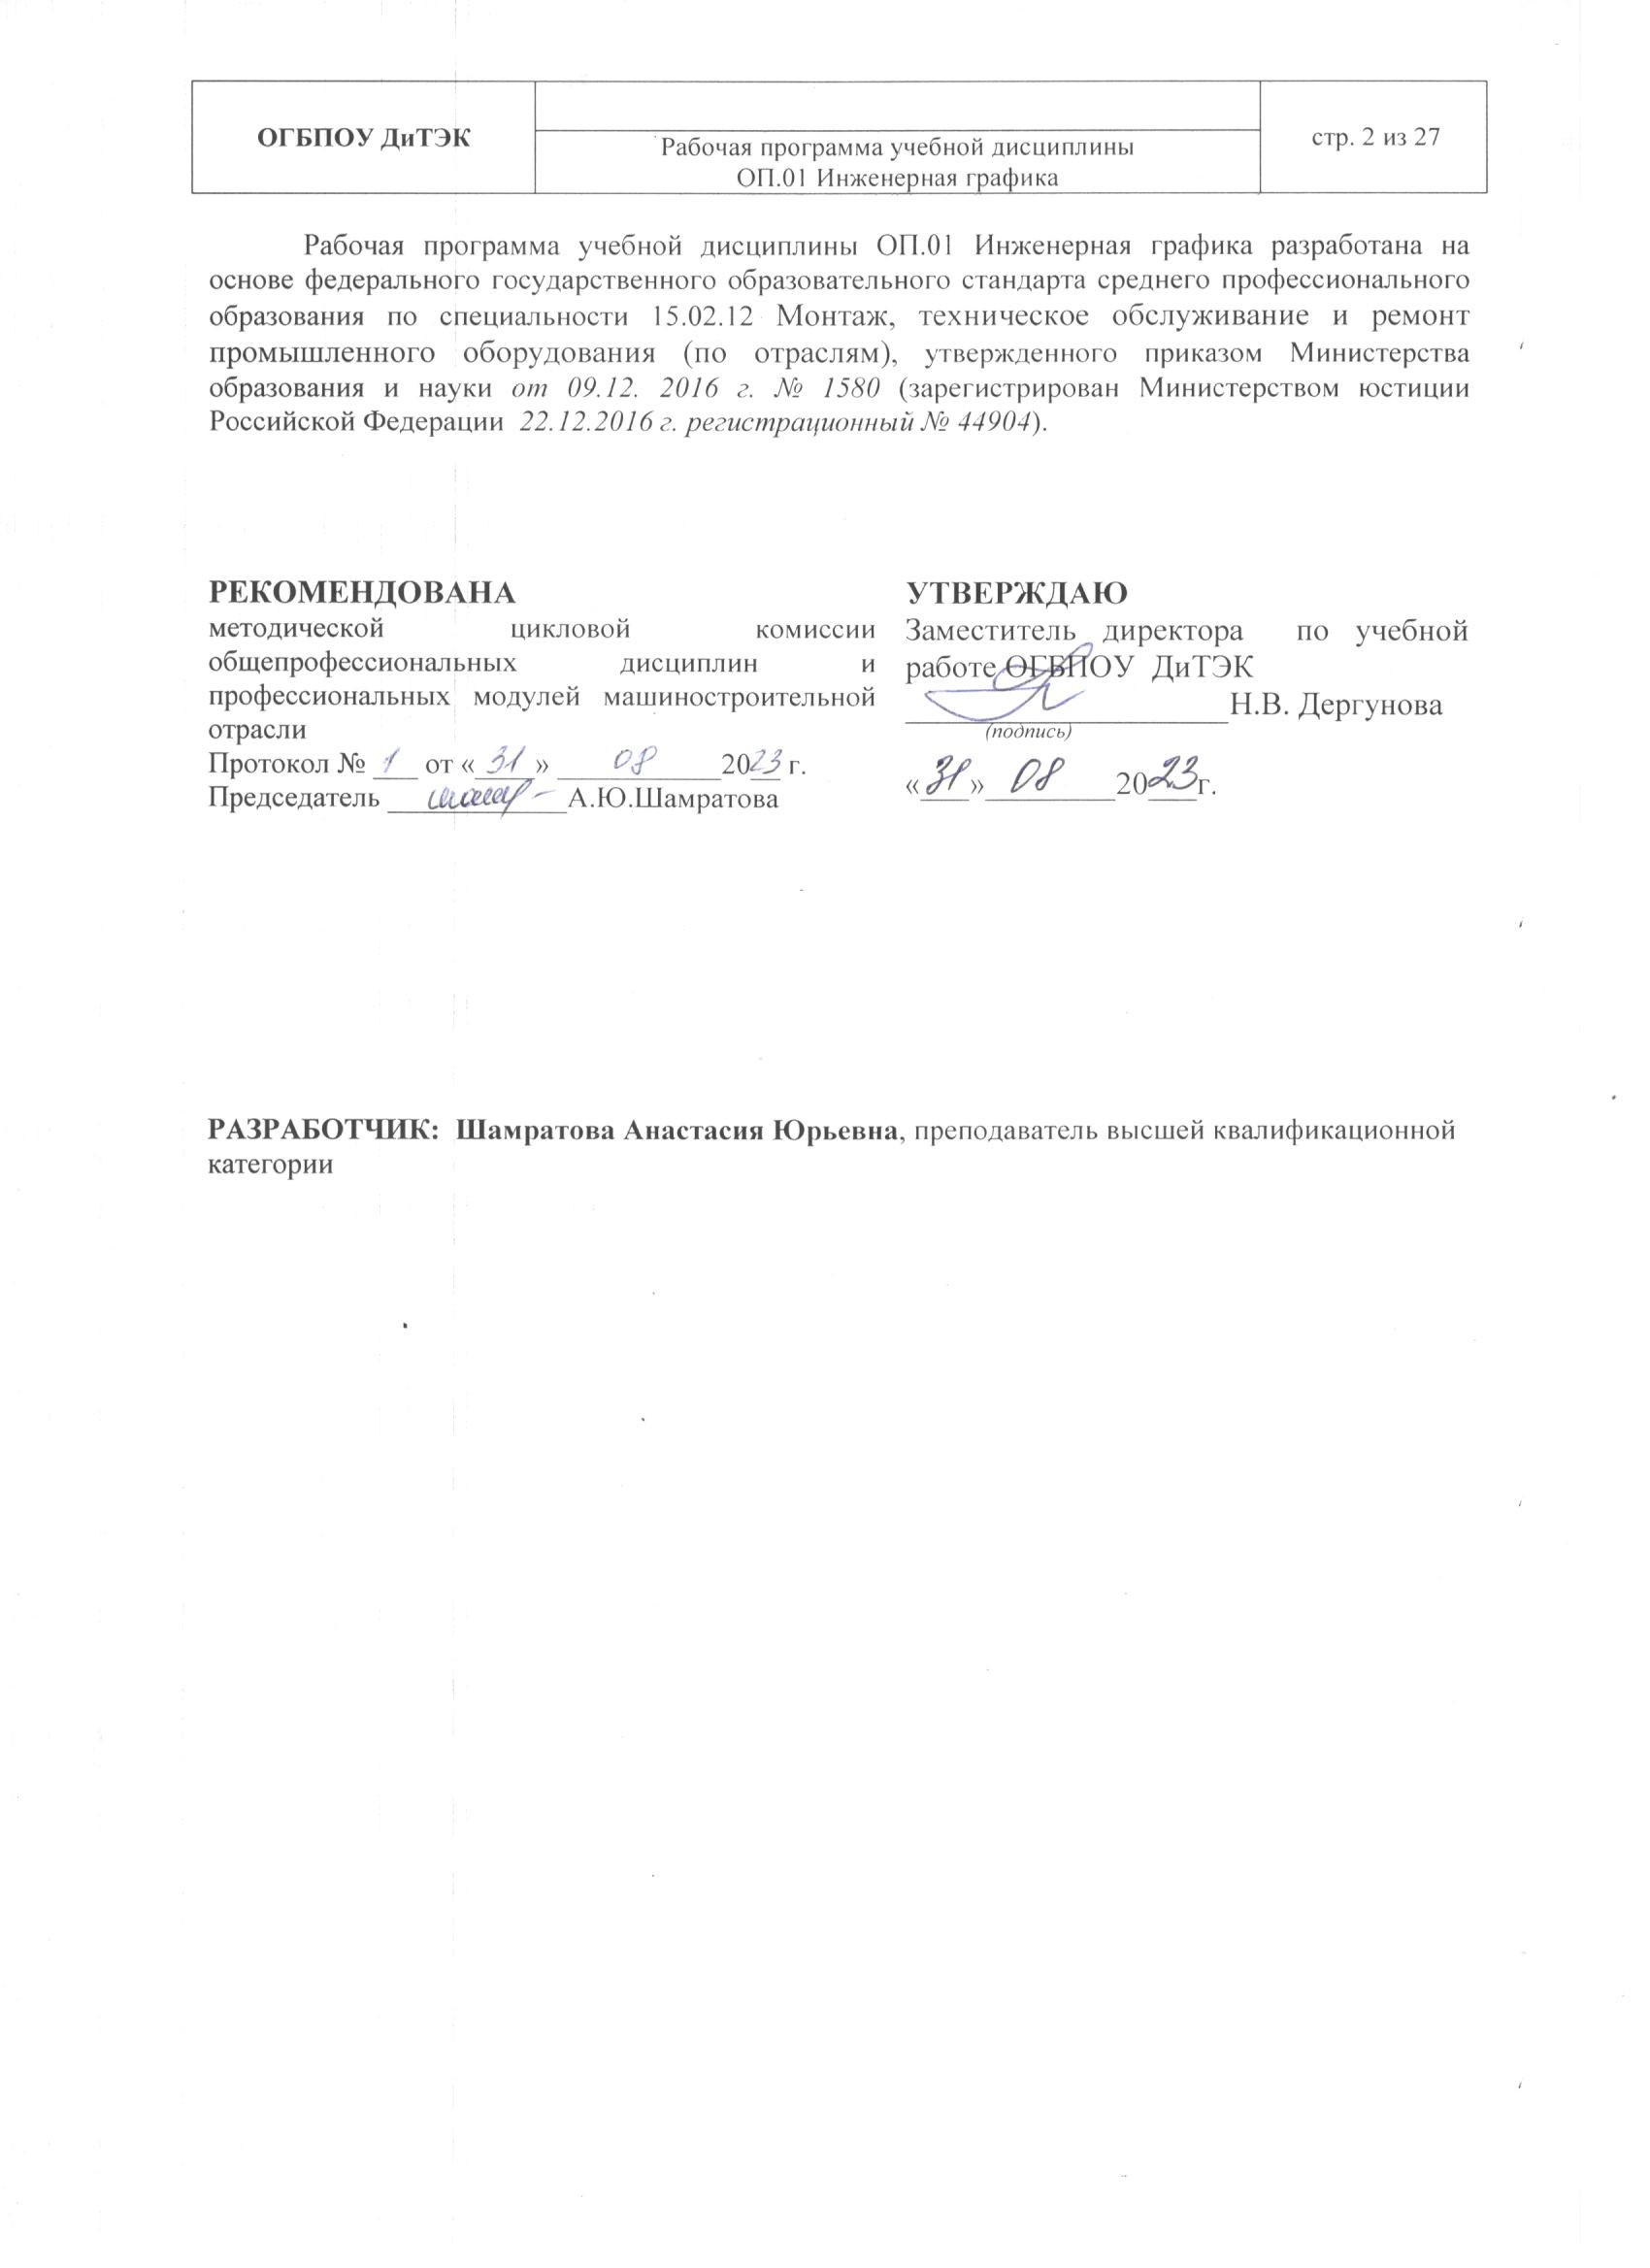 ОГБПОУ ДиТЭК
Рабочая программа учебной дисциплины
ОП.01 Инженерная графика
стр. 2 из 27
Рабочая программа учебной дисциплины ОП.01 Инженерная графика разработана на
основе федерального государственного образовательного стандарта среднего профессионального
образования по специальности 15.02.12 Монтаж, техническое обслуживание и ремонт
промышленного оборудования (по отраслям), утвержденного приказом Министерства
образования и науки от 09.12. 2016 г. № 1580 (зарегистрирован Министерством юстиции
Российской Федерации 22.12.2016 г. регистрационный № 44904).
РЕКОМЕНДОВАНА
методической цикловой комиссии
общепрофессиональных дисциплин и
профессиональных модулей машиностроительной
отрасли
Протокол № 1 от «31» 08 2023 г.
Председатель А.Ю.Шамратова
УТВЕРЖДАЮ
Заместитель директора по учебной
работе ОГБПОУ ДиТЭК
Н.В. Дергунова
(подпись)
«31» 08 2023г.
РАЗРАБОТЧИК: Шамратова Анастасия Юрьевна, преподаватель высшей квалификационной
категории